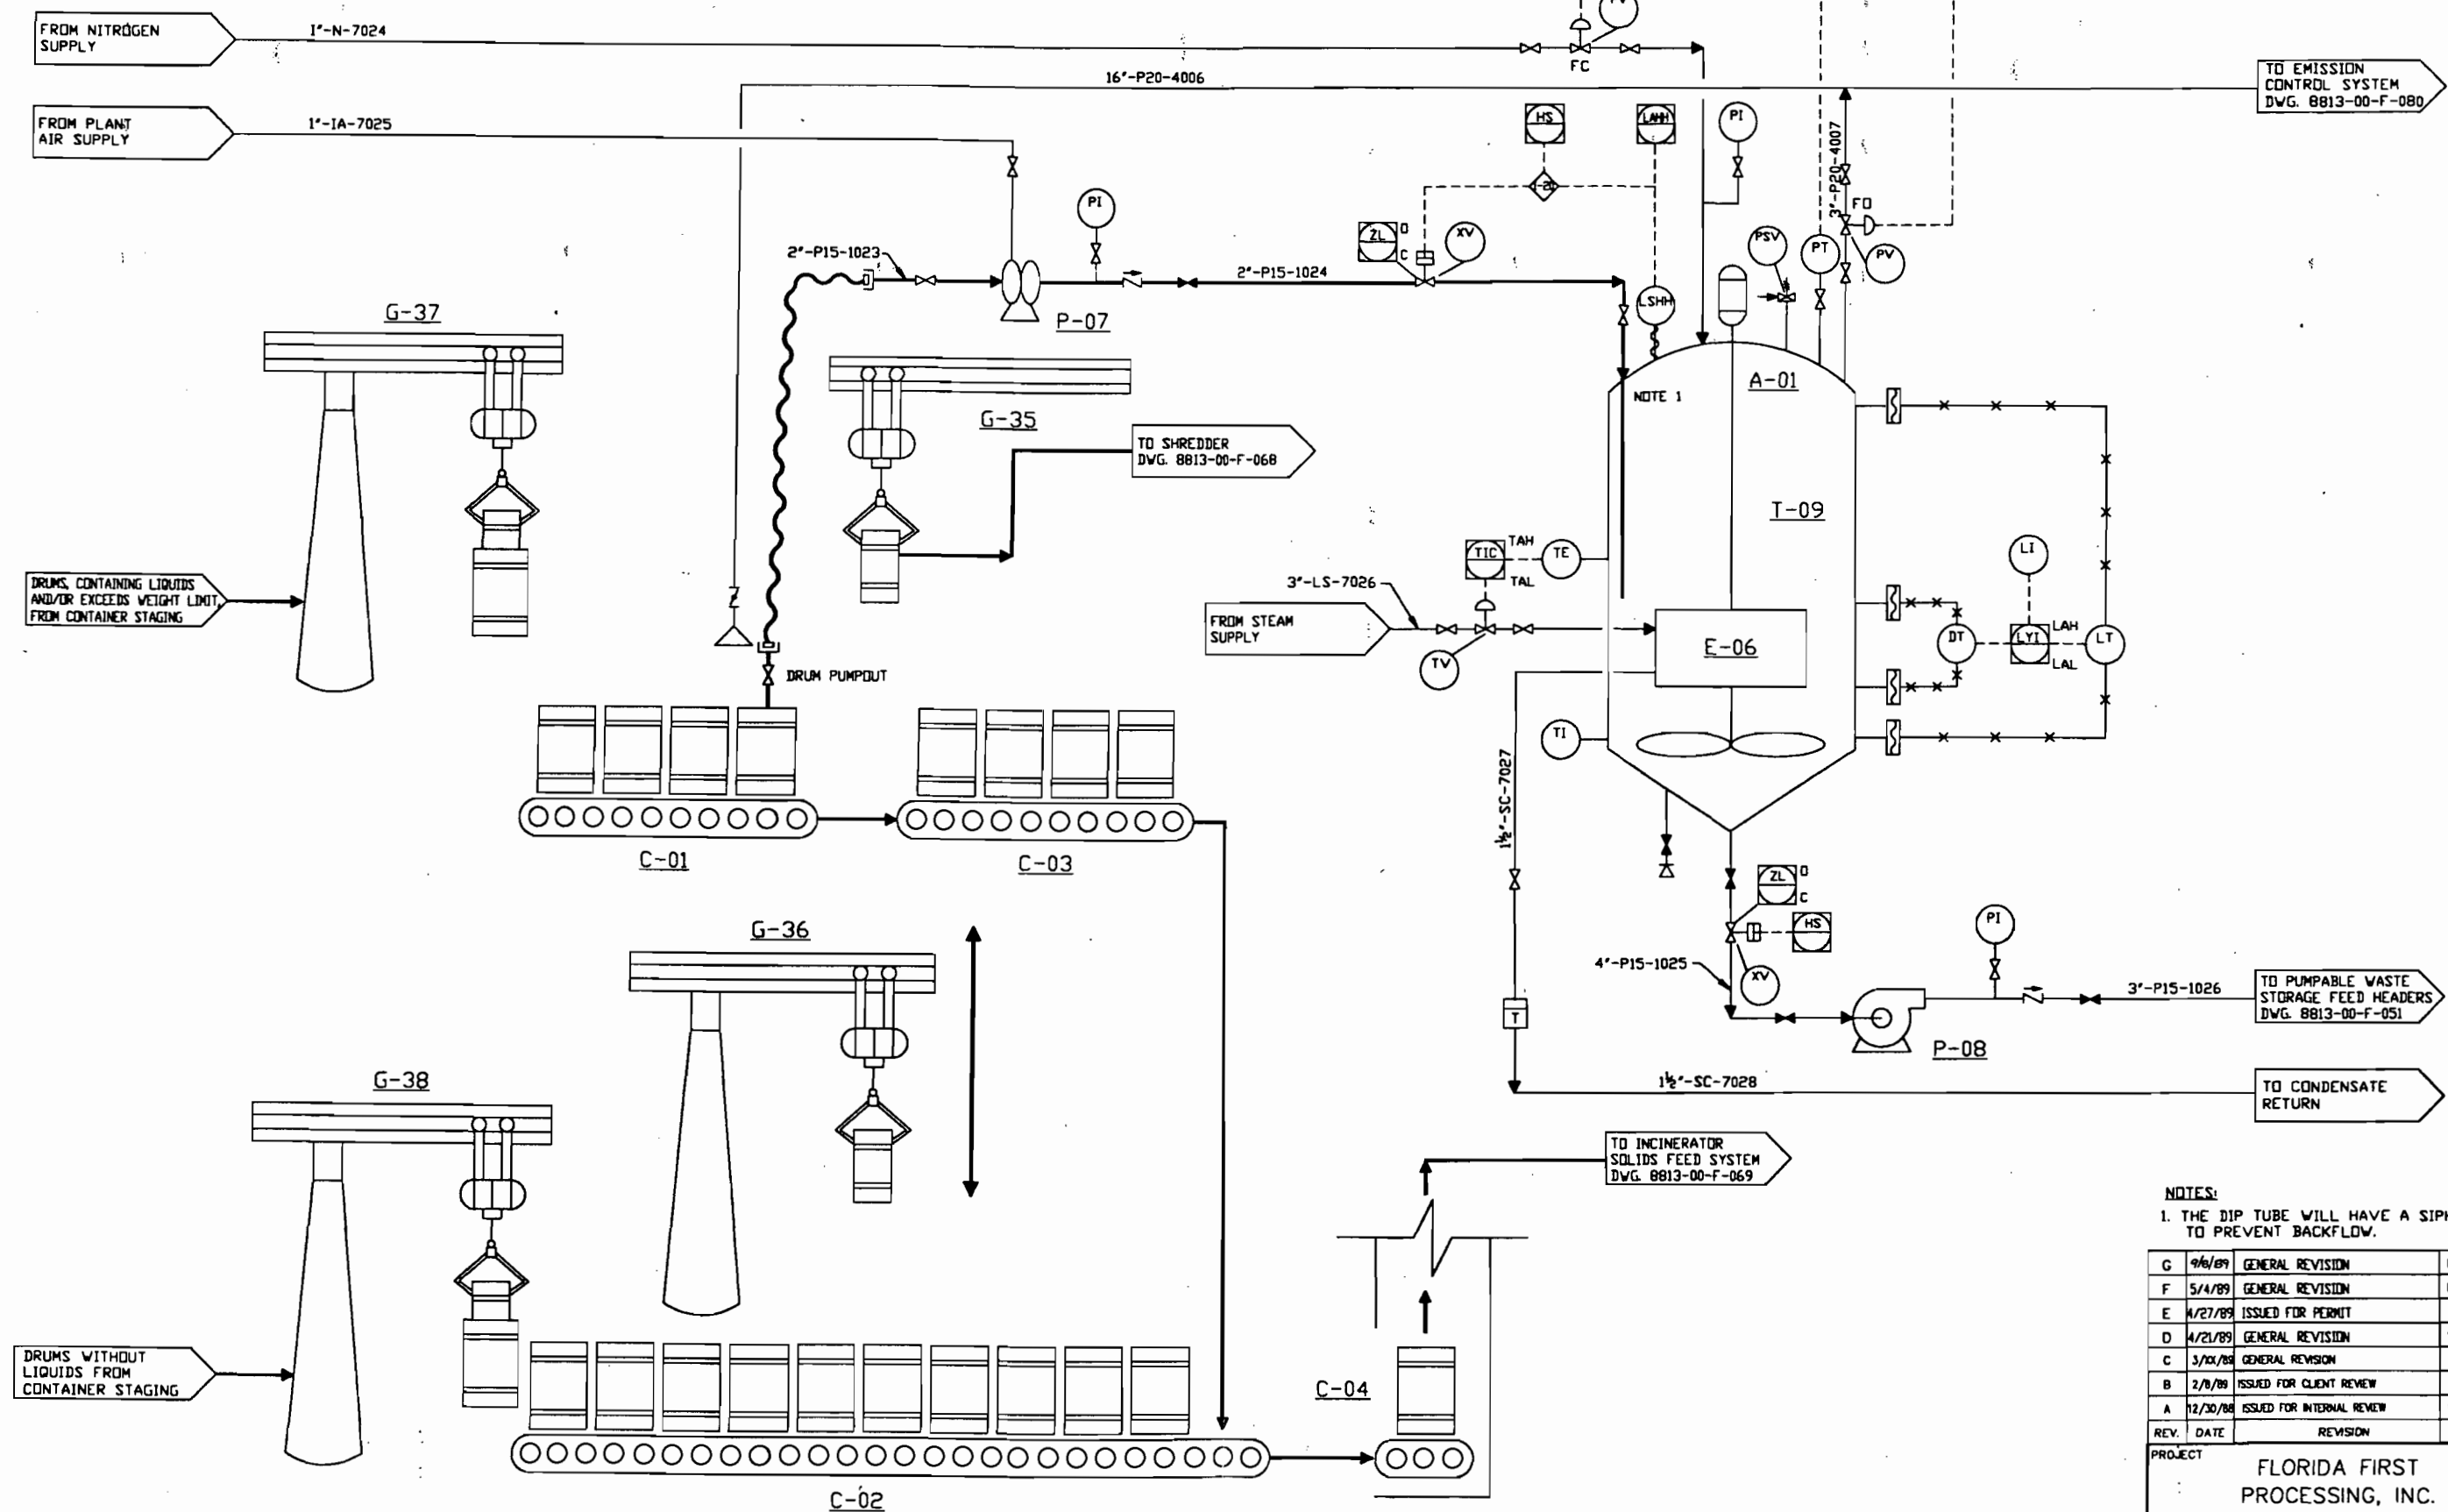 FROM NITROGEN
SUPPLY
1"-N-7024
FC
16"-P20-4006
TO EMISSION
CONTROL SYSTEM
DWG. 8813-00-F-080
FROM PLANT
AIR SUPPLY
1"-IA-7025
HS
LAHH
PI
3"-P20-4007
I-20
PI
FO
ZL
O
C
XV
PSV
PT
PV
2"-P15-1023
2"-P15-1024
LSHH
G-37
P-07
A-01
NOTE 1
G-35
TO SHREDDER
DWG. 8813-00-F-068
T-09
TIC
TAH
TAL
TE
LI
3"-LS-7026
DRUMS, CONTAINING LIQUIDS
AND/OR EXCEEDS WEIGHT LIMIT,
FROM CONTAINER STAGING
FROM STEAM
SUPPLY
E-06
DT
LYI
LAH
LAL
LT
TV
DRUM PUMPOUT
TI
1½"-SC-7027
C-01
C-03
ZL
O
C
G-36
HS
PI
4"-P15-1025
XV
3"-P15-1026
TO PUMPABLE WASTE
STORAGE FEED HEADERS
DWG. 8813-00-F-051
T
P-08
G-38
1½"-SC-7028
TO CONDENSATE
RETURN
TO INCINERATOR
SOLIDS FEED SYSTEM
DWG. 8813-00-F-069
NOTES:
1. THE DIP TUBE WILL HAVE A
TO PREVENT BACKFLOW.
G 9/8/89 GENERAL REVISION
F 5/4/89 GENERAL REVISION
E 4/27/89 ISSUED FOR PERMIT
D 4/21/89 GENERAL REVISION
C 3/XX/89 GENERAL REVISION
B 2/8/89 ISSUED FOR CLIENT REVIEW
A 12/30/88 ISSUED FOR INTERNAL REVIEW
REV. DATE REVISION
DRUMS WITHOUT
LIQUIDS FROM
CONTAINER STAGING
C-04
C-02
PROJECT
FLORIDA FIRST
PROCESSING, INC.